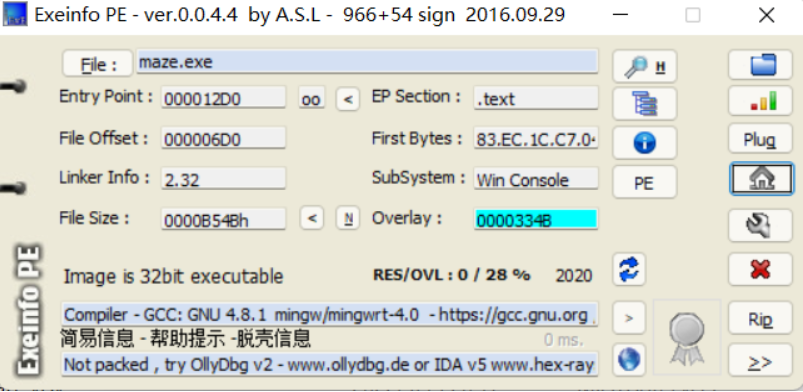 Exeinfo PE - ver.0.0.4.4 by A.S.L - 966+54 sign 2016.09.29
File : maze.exe H
Entry Point : 000012D0 oo < EP Section : .text
File Offset : 000006D0 First Bytes : 83.EC.1C.C7.0 Plug
Linker Info : 2.32 SubSystem : Win Console PE
File Size : 0000B54Bh < N Overlay : 0000334B
Image is 32bit executable RES/OVL : 0 / 28 % 2020
Compiler - GCC: GNU 4.8.1 mingw/mingwrt-4.0 - https://gcc.gnu.org . > Rip
简易信息 - 帮助提示 -脱壳信息 0 ms.
Not packed , try OllyDbg v2 - www.ollydbg.de or IDA v5 www.hex-ray >>
Exeinfo PE